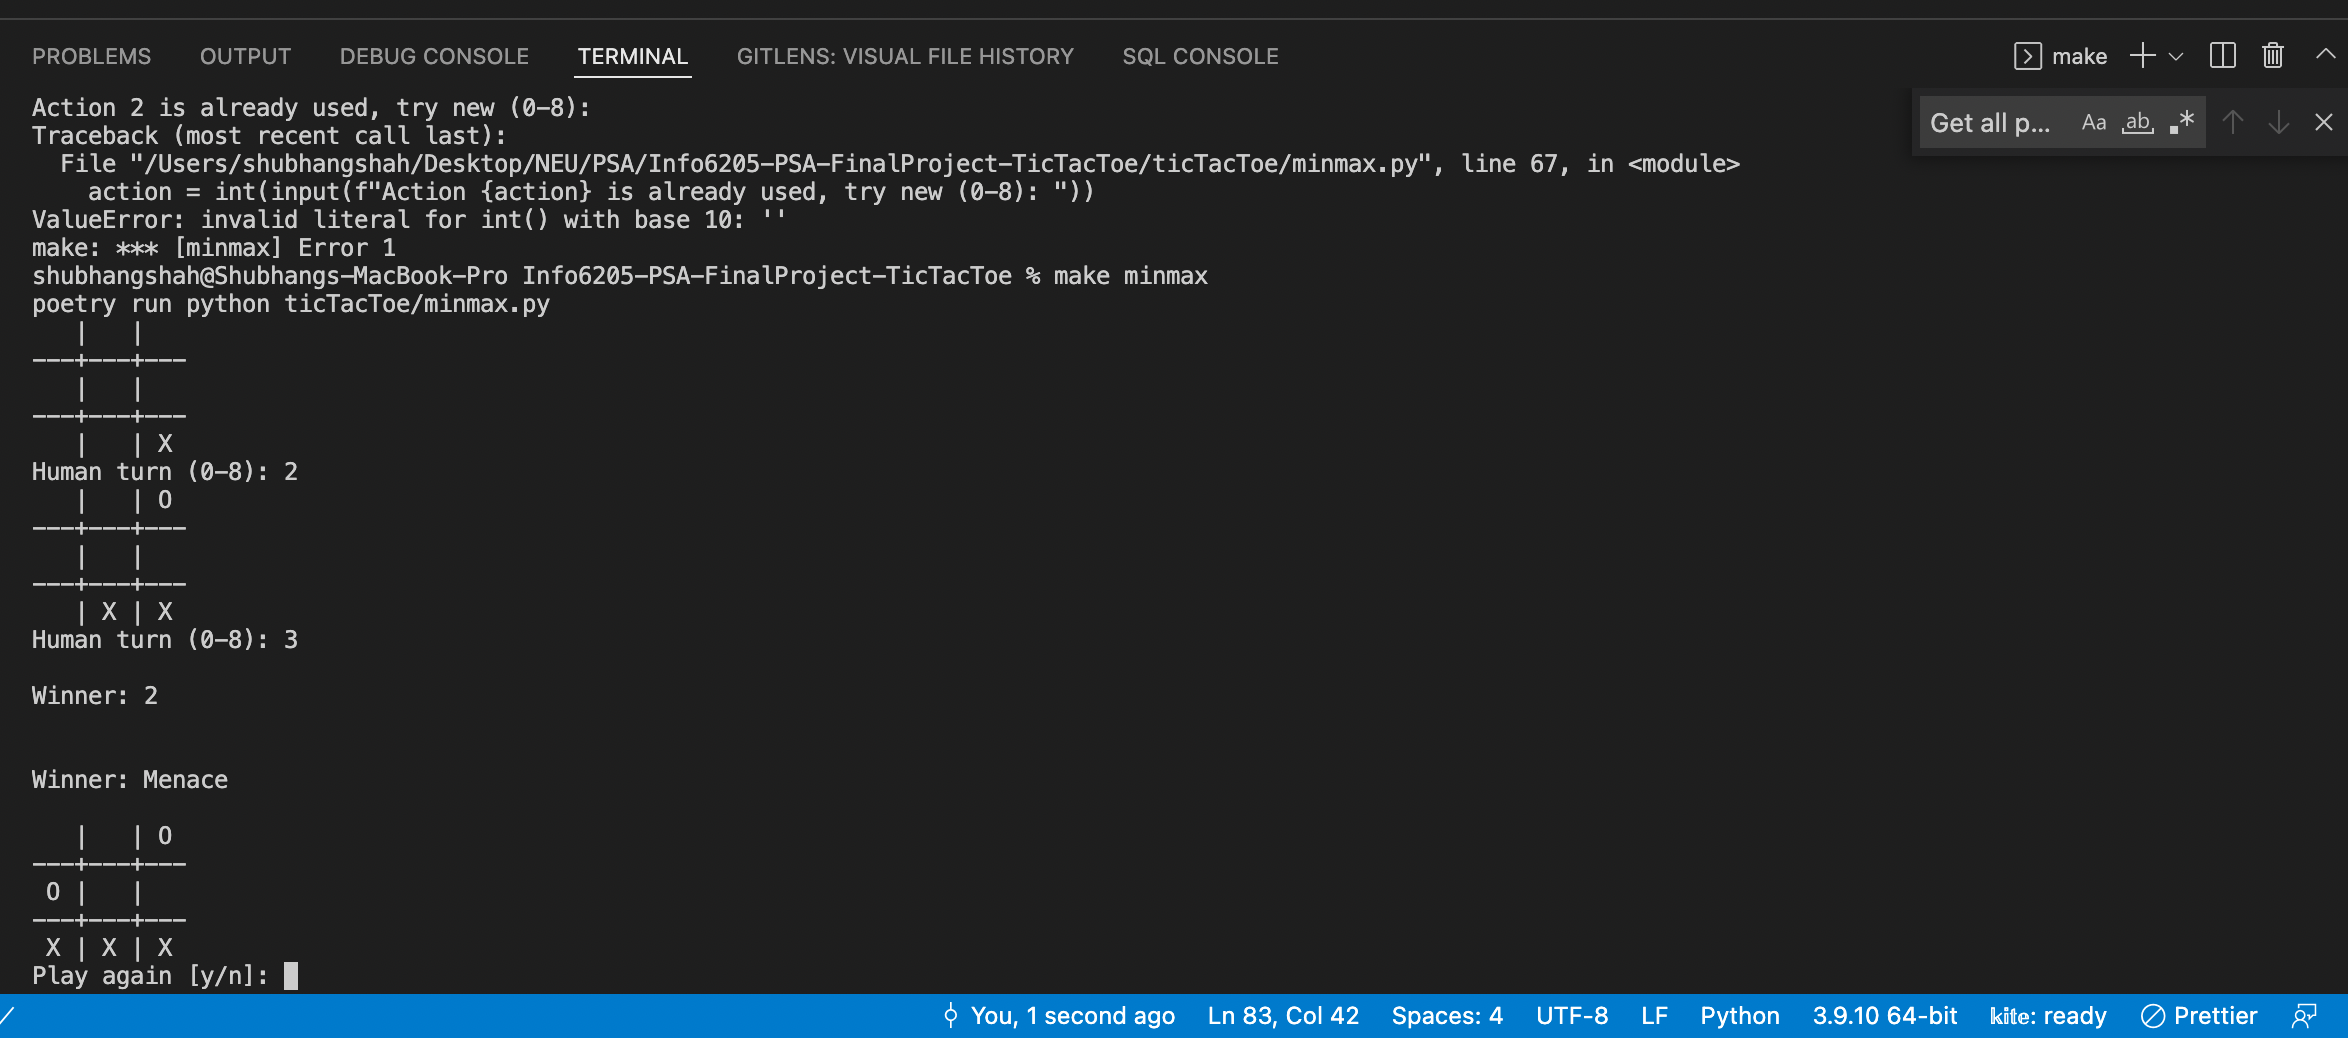 PROBLEMS OUTPUT DEBUG CONSOLE TERMINAL GITLENS: VISUAL FILE HISTORY SQL CONSOLE make
Get all p... Aa ab .*
Action 2 is already used, try new (0-8):
Traceback (most recent call last):
  File "/Users/shubhangshah/Desktop/NEU/PSA/Info6205-PSA-FinalProject-TicTacToe/ticTacToe/minmax.py", line 67, in <module>
    action = int(input(f"Action {action} is already used, try new (0-8): "))
ValueError: invalid literal for int() with base 10: ''
make: *** [minmax] Error 1
shubhangshah@Shubhangs-MacBook-Pro Info6205-PSA-FinalProject-TicTacToe % make minmax
poetry run python ticTacToe/minmax.py
   |   |
---+---+---
   |   |
---+---+---
   |   | X
Human turn (0-8): 2
   |   | O
---+---+---
   |   |
---+---+---
   | X | X
Human turn (0-8): 3
Winner: 2
Winner: Menace
   |   | O
---+---+---
 O |   |
---+---+---
 X | X | X
Play again [y/n]:
You, 1 second ago Ln 83, Col 42 Spaces: 4 UTF-8 LF Python 3.9.10 64-bit kite: ready Prettier